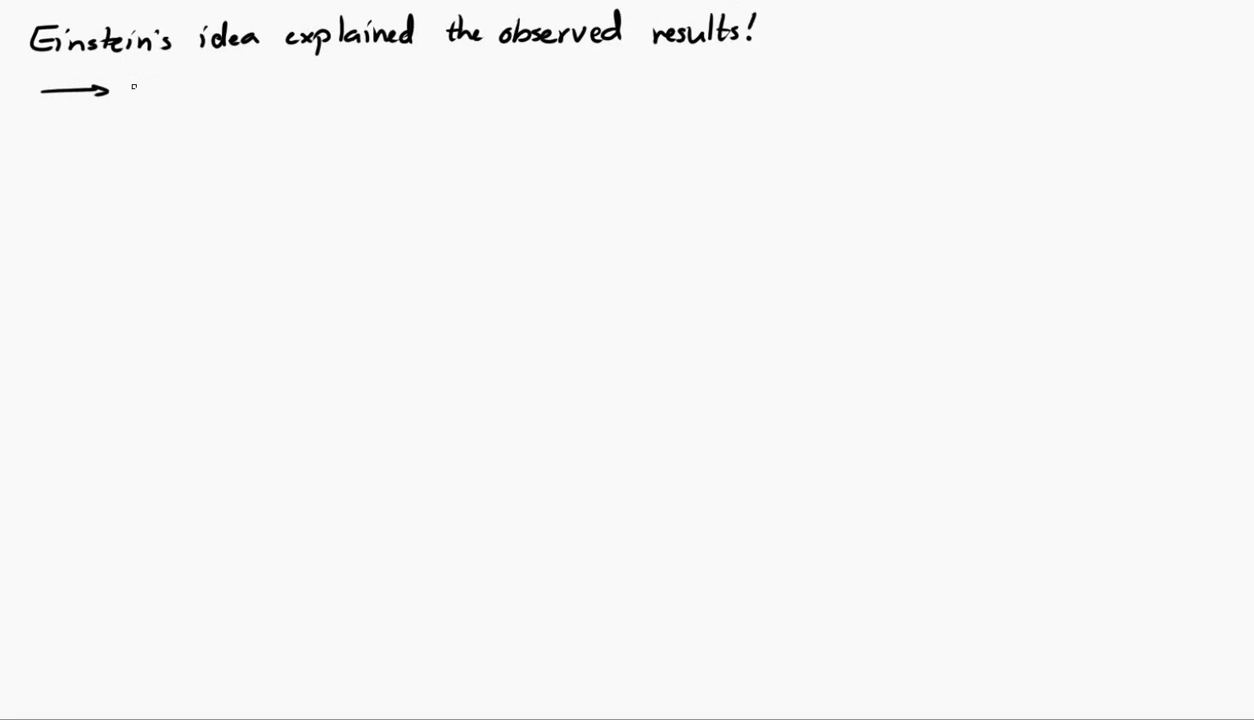 Einstein's idea explained the observed results!
→